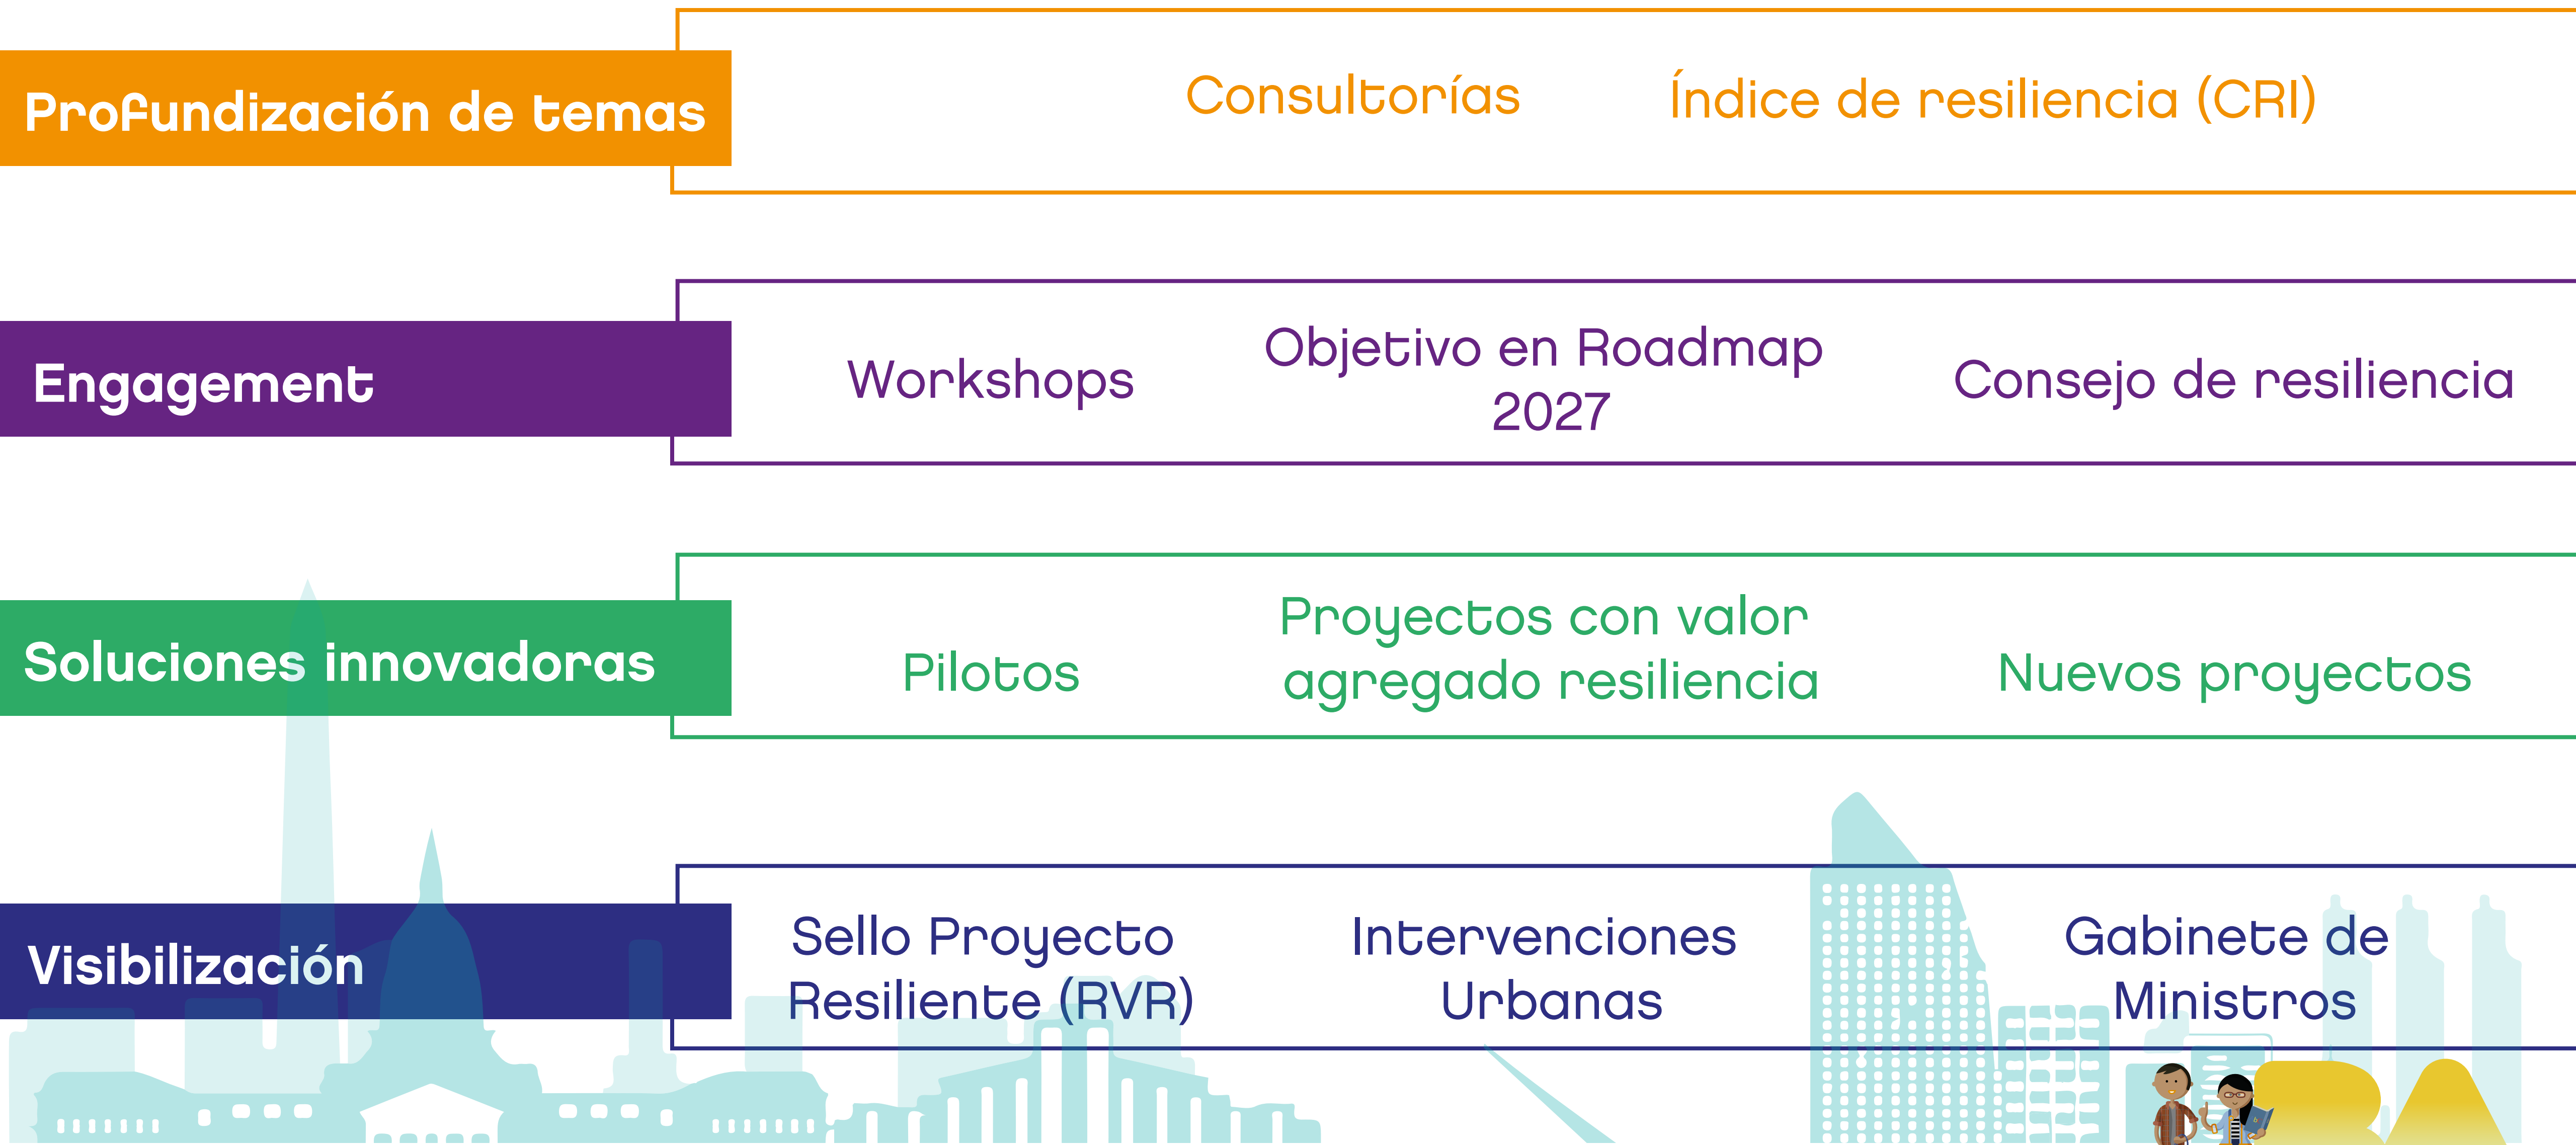 Profundización de temas
Consultorías
Índice de resiliencia (CRI)
Engagement
Workshops
Objetivo en Roadmap
2027
Consejo de resiliencia
Soluciones innovadoras
Pilotos
Proyectos con valor
agregado resiliencia
Nuevos proyectos
Visibilización
Sello Proyecto
Resiliente (RVR)
Intervenciones
Urbanas
Gabinete de
Ministros
BA